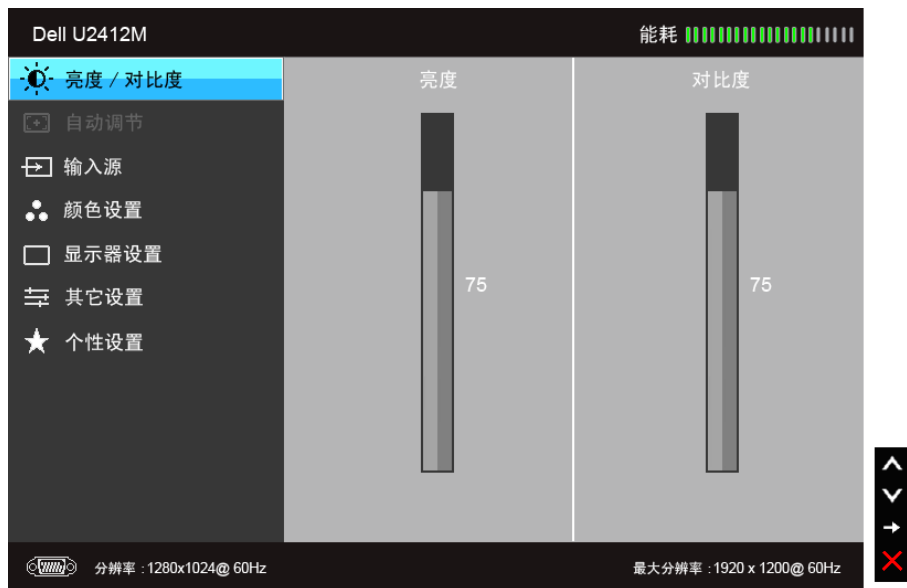 Dell U2412M
能耗
亮度 / 对比度
自动调节
输入源
颜色设置
显示器设置
其它设置
个性设置
亮度
75
对比度
75
分辨率 : 1280x1024@ 60Hz
最大分辨率 : 1920 x 1200@ 60Hz